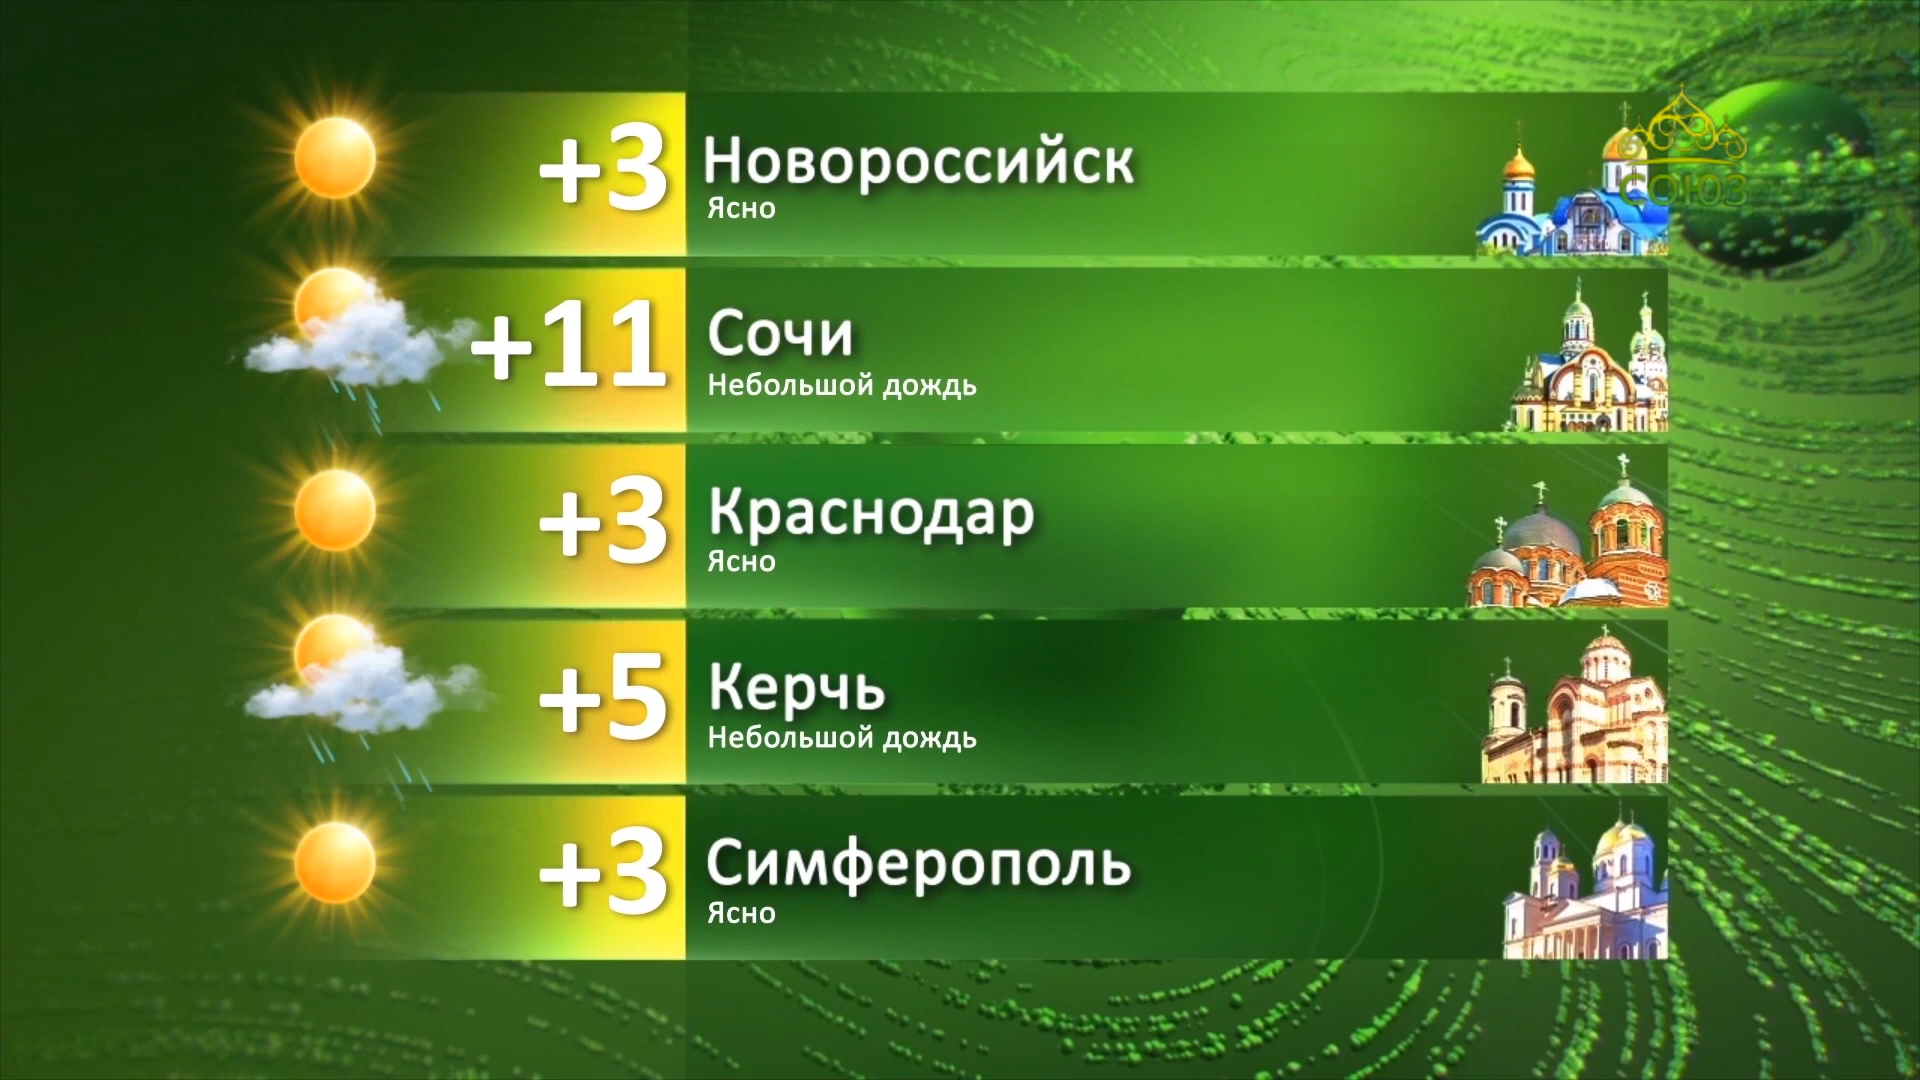 +3 Новороссийск
Ясно
СОЮЗ
+11 Сочи
Небольшой дождь
+3 Краснодар
Ясно
+5 Керчь
Небольшой дождь
+3 Симферополь
Ясно